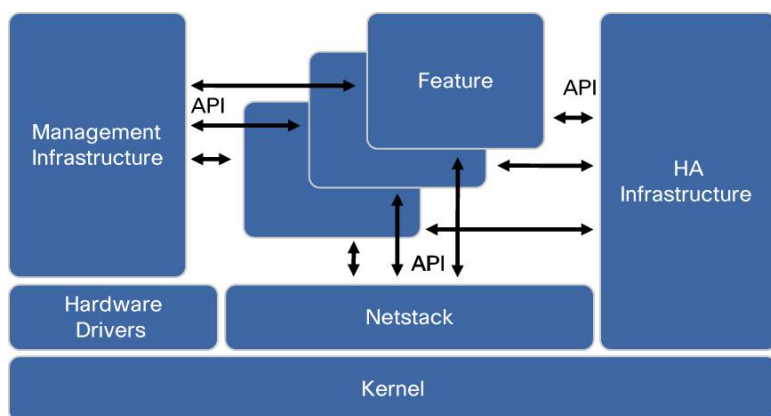 Feature
API
API
Management
Infrastructure
HA
Infrastructure
API
Hardware
Drivers
Netstack
Kernel